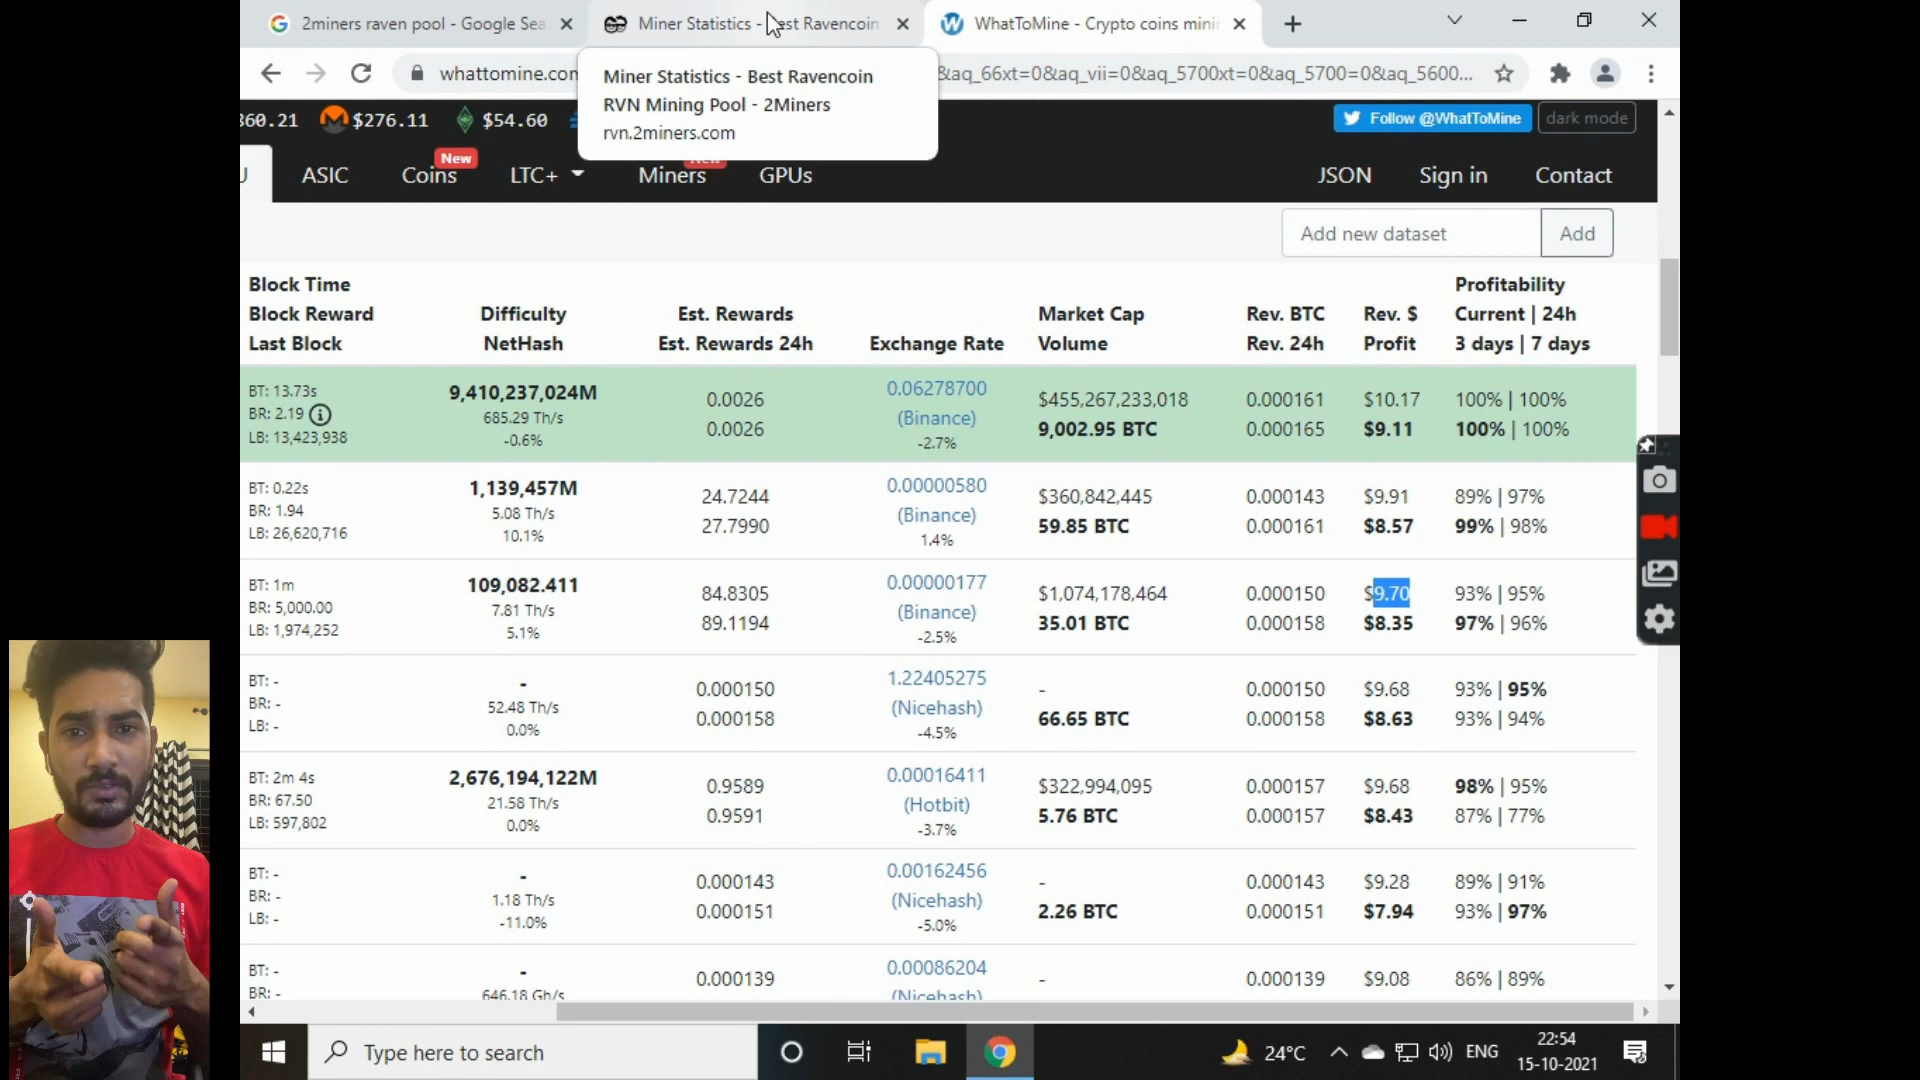 2miners raven pool - Google Sea
Miner Statistics - Best Ravencoin
WhatToMine - Crypto coins mini
whattomine.com
&aq_66xt=0&aq_vii=0&aq_5700xt=0&aq_5700=0&aq_5600...
Miner Statistics - Best Ravencoin
RVN Mining Pool - 2Miners
rvn.2miners.com
360.21 $276.11 $54.60
Follow @WhatToMine
dark mode
ASIC Coins New LTC+ Miners New GPUs JSON Sign in Contact
Add new dataset Add
Block Time
Block Reward
Last Block
Difficulty
NetHash
Est. Rewards
Est. Rewards 24h
Exchange Rate
Market Cap
Volume
Rev. BTC
Rev. 24h
Rev. $
Profit
Profitability
Current | 24h
3 days | 7 days
BT: 13.73s
BR: 2.19
LB: 13,423,938
9,410,237,024M
685.29 Th/s
-0.6%
0.0026
0.0026
0.06278700
(Binance)
-2.7%
$455,267,233,018
9,002.95 BTC
0.000161
0.000165
$10.17
$9.11
100% | 100%
100% | 100%
BT: 0.22s
BR: 1.94
LB: 26,620,716
1,139,457M
5.08 Th/s
10.1%
24.7244
27.7990
0.00000580
(Binance)
1.4%
$360,842,445
59.85 BTC
0.000143
0.000161
$9.91
$8.57
89% | 97%
99% | 98%
BT: 1m
BR: 5,000.00
LB: 1,974,252
109,082.411
7.81 Th/s
5.1%
84.8305
89.1194
0.00000177
(Binance)
-2.5%
$1,074,178,464
35.01 BTC
0.000150
0.000158
$9.70
$8.35
93% | 95%
97% | 96%
BT: -
BR: -
LB: -
-
52.48 Th/s
0.0%
0.000150
0.000158
1.22405275
(Nicehash)
-4.5%
-
66.65 BTC
0.000150
0.000158
$9.68
$8.63
93% | 95%
93% | 94%
BT: 2m 4s
BR: 67.50
LB: 597,802
2,676,194,122M
21.58 Th/s
0.0%
0.9589
0.9591
0.00016411
(Hotbit)
-3.7%
$322,994,095
5.76 BTC
0.000157
0.000157
$9.68
$8.43
98% | 95%
87% | 77%
BT: -
BR: -
LB: -
-
1.18 Th/s
-11.0%
0.000143
0.000151
0.00162456
(Nicehash)
-5.0%
-
2.26 BTC
0.000143
0.000151
$9.28
$7.94
89% | 91%
93% | 97%
BT: -
BR: -
-
646.18 Gh/s
0.000139
0.00086204
(Nicehash)
-
0.000139
$9.08
86% | 89%
Type here to search
24°C
ENG
22:54
15-10-2021